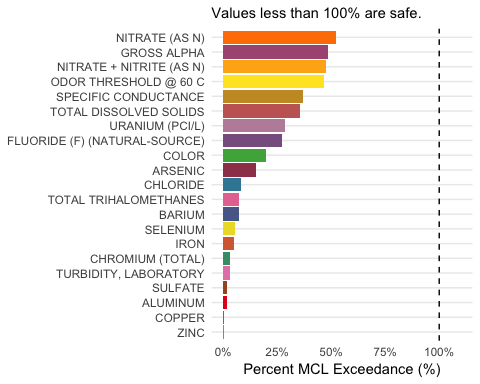 Values less than 100% are safe.
NITRATE (AS N)
GROSS ALPHA
NITRATE + NITRITE (AS N)
ODOR THRESHOLD @ 60 C
SPECIFIC CONDUCTANCE
TOTAL DISSOLVED SOLIDS
URANIUM (PCI/L)
FLUORIDE (F) (NATURAL-SOURCE)
COLOR
ARSENIC
CHLORIDE
TOTAL TRIHALOMETHANES
BARIUM
SELENIUM
IRON
CHROMIUM (TOTAL)
TURBIDITY, LABORATORY
SULFATE
ALUMINUM
COPPER
ZINC
0% 25% 50% 75% 100%
Percent MCL Exceedance (%)